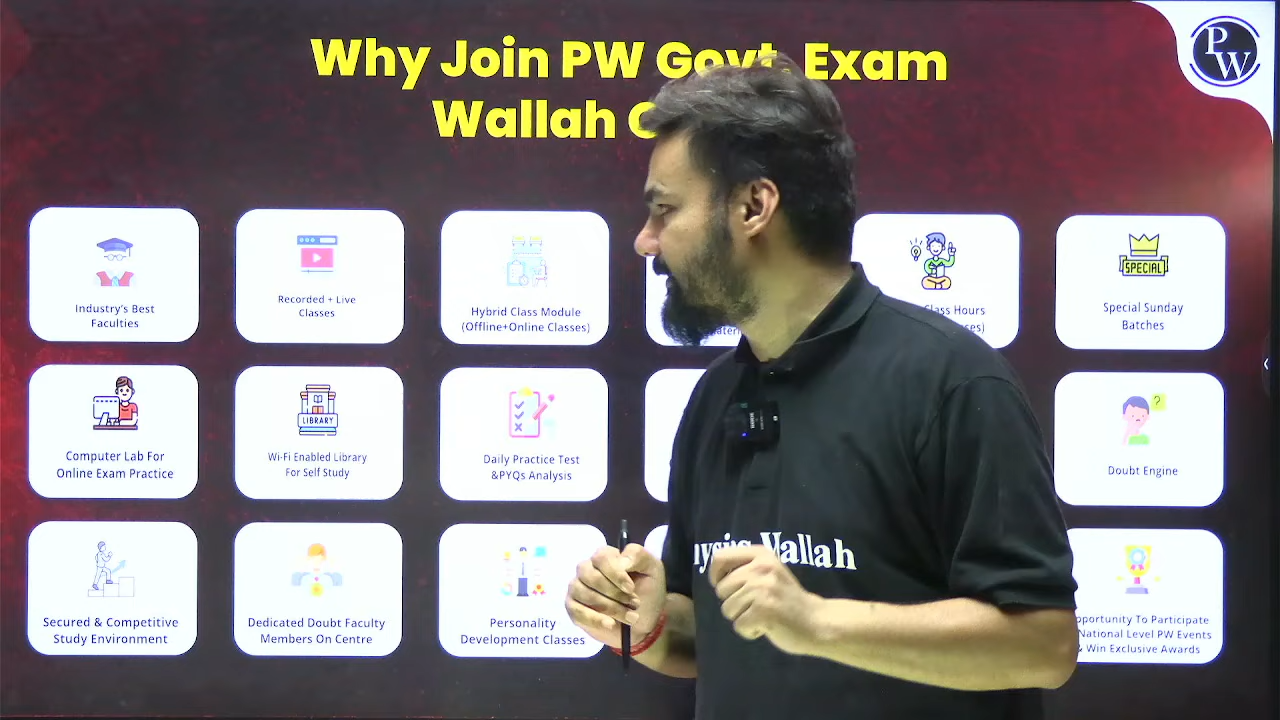 Why Join PW Govt. Exam
Wallah
P
W
Industry's Best
Faculties
Recorded + Live
Classes
Hybrid Class Module
(Offline+Online Classes)
Class Hours
SPECIAL
Special Sunday
Batches
Computer Lab For
Online Exam Practice
LIBRARY
Wi-Fi Enabled Library
For Self Study
Daily Practice Test
&PYQs Analysis
?
Doubt Engine
Secured & Competitive
Study Environment
Dedicated Doubt Faculty
Members On Centre
Personality
Development Classes
To Participate
National Level PW Events
& Win Exclusive Awards
Wallah